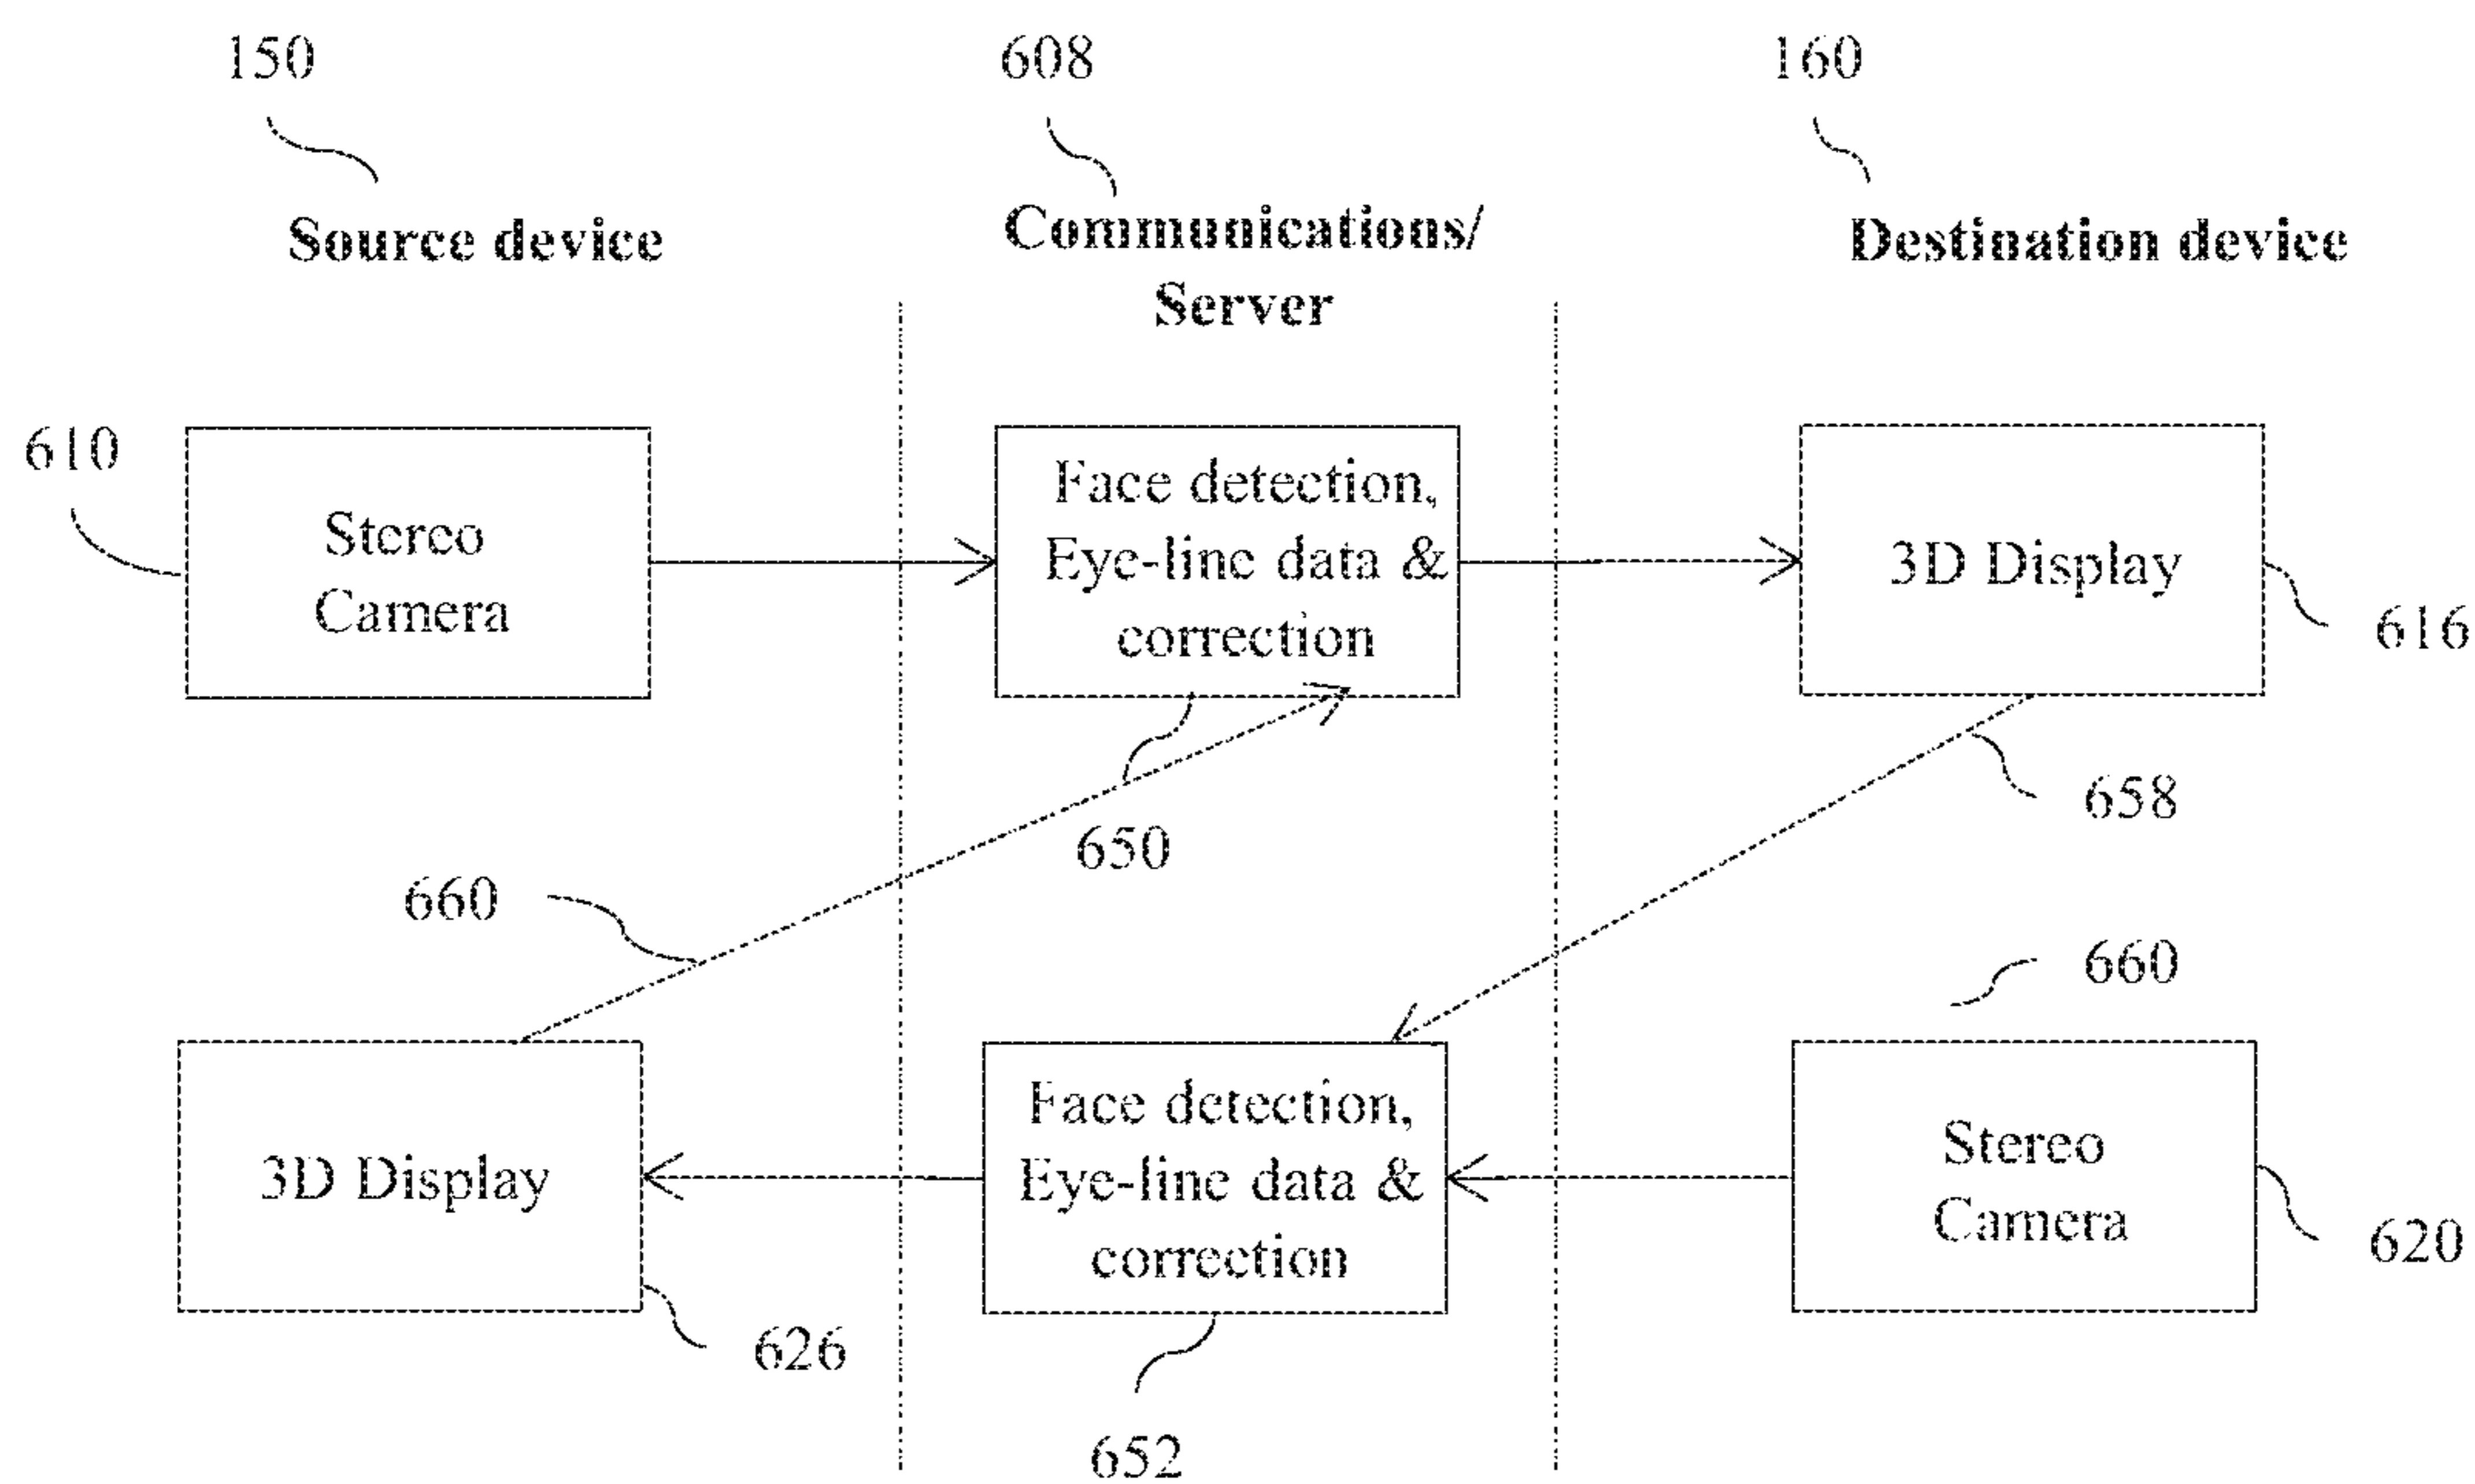 150
608
160
Source device
Communications/
Server
Destination device
610
Stereo
Camera
Face detection,
Eye-line data &
correction
3D Display
616
650
658
660
660
3D Display
626
Face detection,
Eye-line data &
correction
652
Stereo
Camera
620